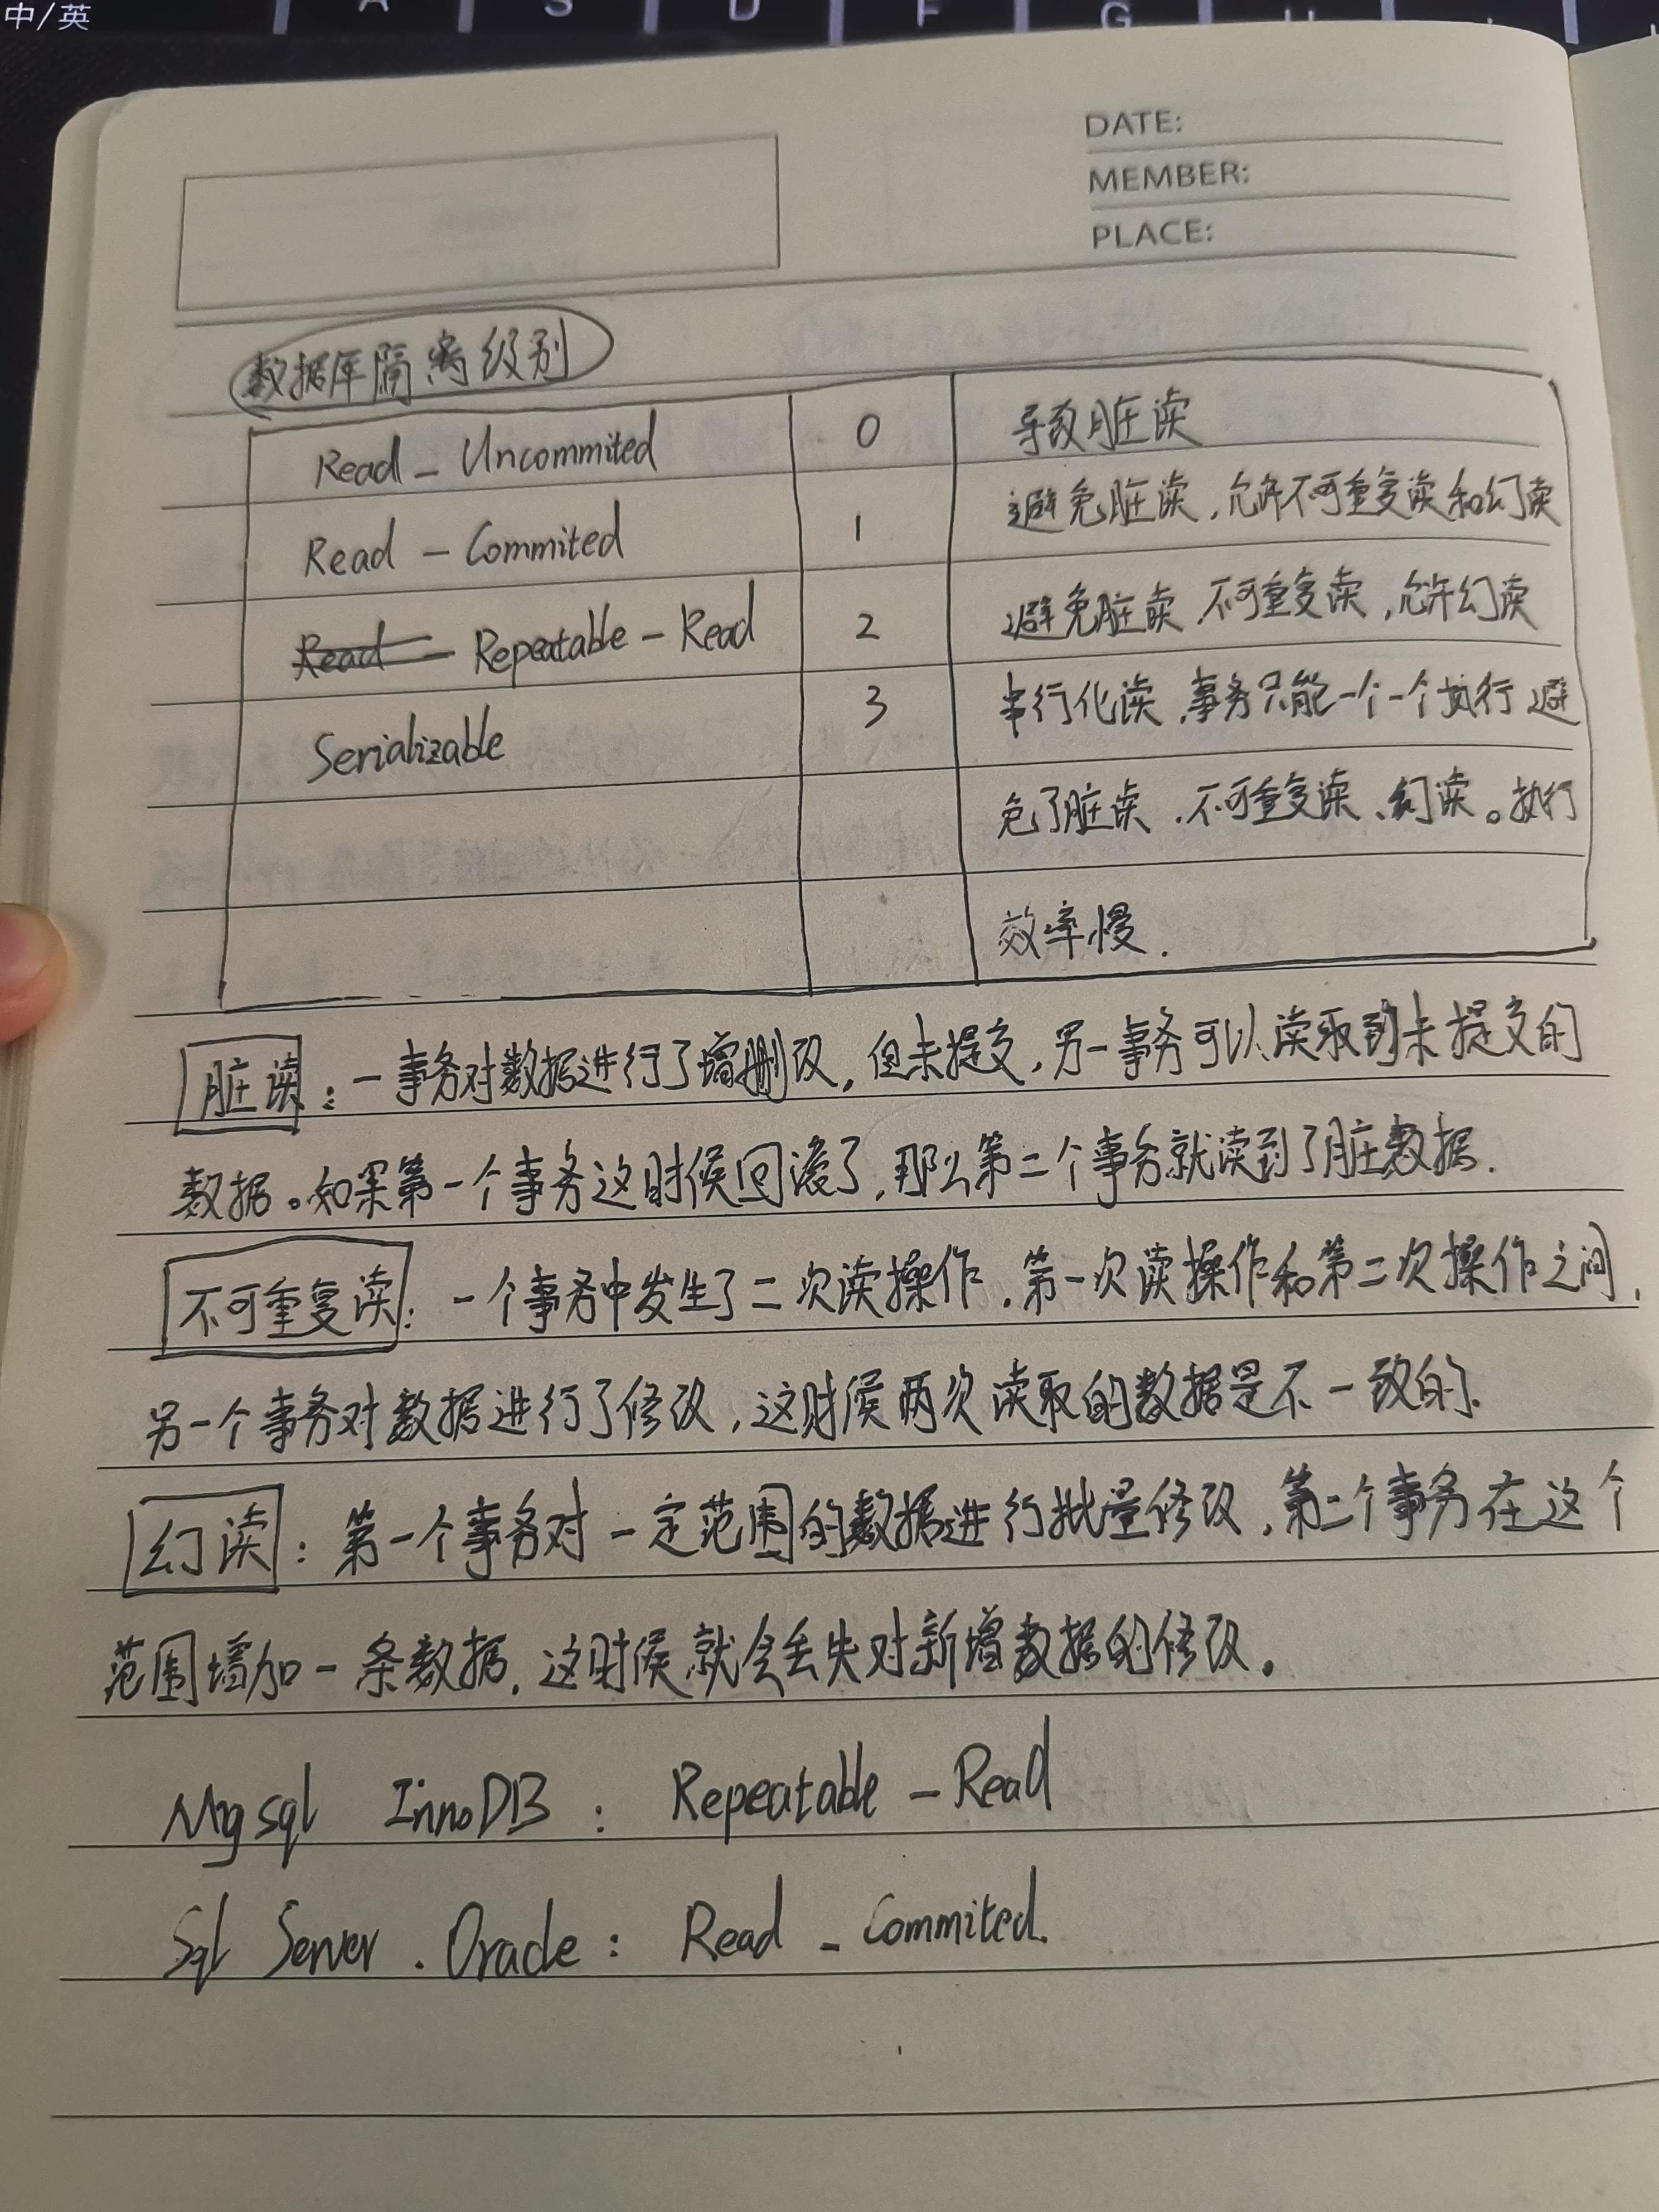 中/英 A S D F G
DATE:
MEMBER:
PLACE:
数据库隔离级别
Read - Uncommited 0 导致脏读
Read - Commited 1 避免脏读,允许不可重复读和幻读
Read - Repeatable - Read 2 避免脏读 不可重复读,允许幻读
Serializable 3 串行化读,事务只能一个一个执行 避
免了脏读、不可重复读、幻读。执行
效率慢.
脏读:一事务对数据进行了增删改,但未提交,另一事务可以读取到未提交的
数据。如果第一个事务这时候回滚了,那么第二个事务就读到了脏数据.
不可重复读:一个事务中发生了二次读操作,第一次读操作和第二次操作之间,
另一个事务对数据进行了修改,这时候两次读取的数据是不一致的.
幻读:第一个事务对一定范围的数据进行批量修改,第二个事务在这个
范围增加一条数据,这时候就会丢失对新增数据的修改。
Mysql InnoDB : Repeatable - Read
Sql Server . Oracle : Read - Commited.